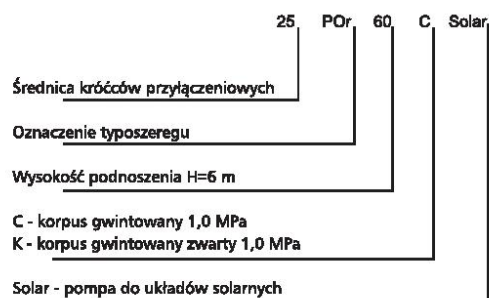 25 POr 60 C Solar
Średnica króćców przyłączeniowych
Oznaczenie typoszeregu
Wysokość podnoszenia H=6 m
C - korpus gwintowany 1,0 MPa
K - korpus gwintowany zwarty 1,0 MPa
Solar - pompa do układów solarnych